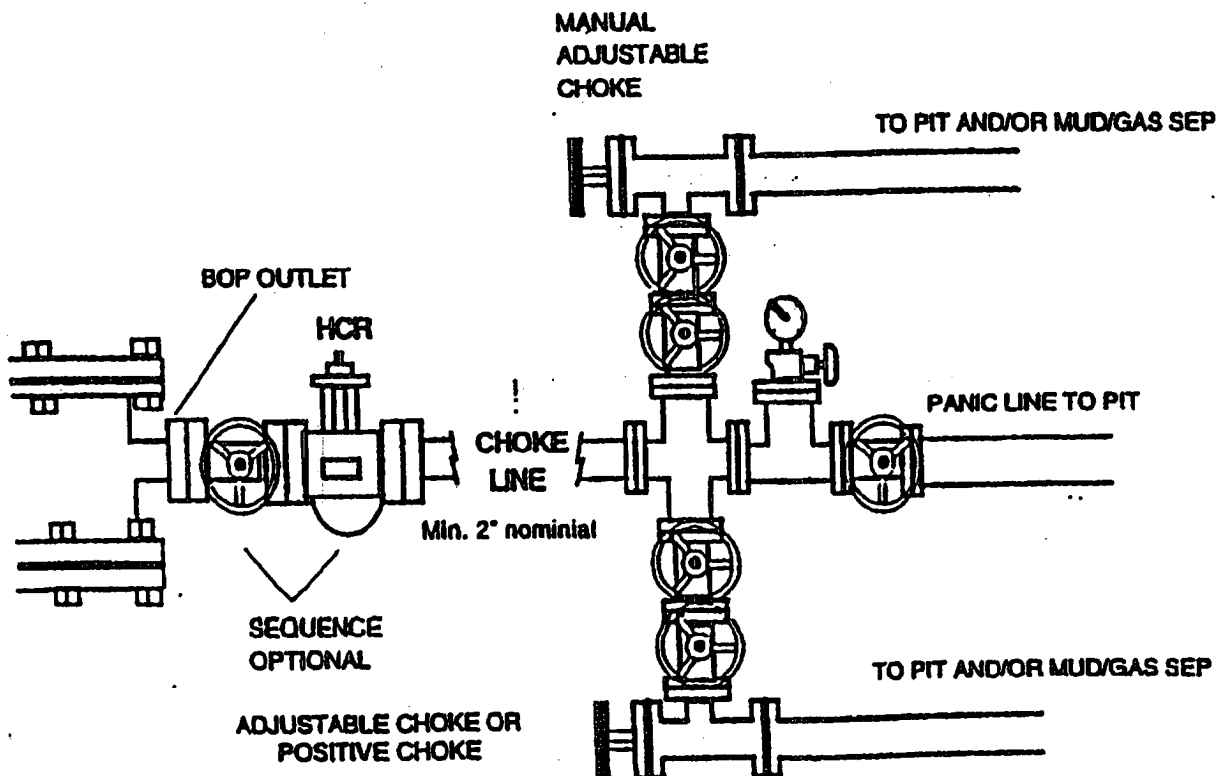 MANUAL
ADJUSTABLE
CHOKE
TO PIT AND/OR MUD/GAS SEP
BOP OUTLET
HCR
PANIC LINE TO PIT
CHOKE
LINE
Min. 2" nominial
SEQUENCE
OPTIONAL
TO PIT AND/OR MUD/GAS SEP
ADJUSTABLE CHOKE OR
POSITIVE CHOKE